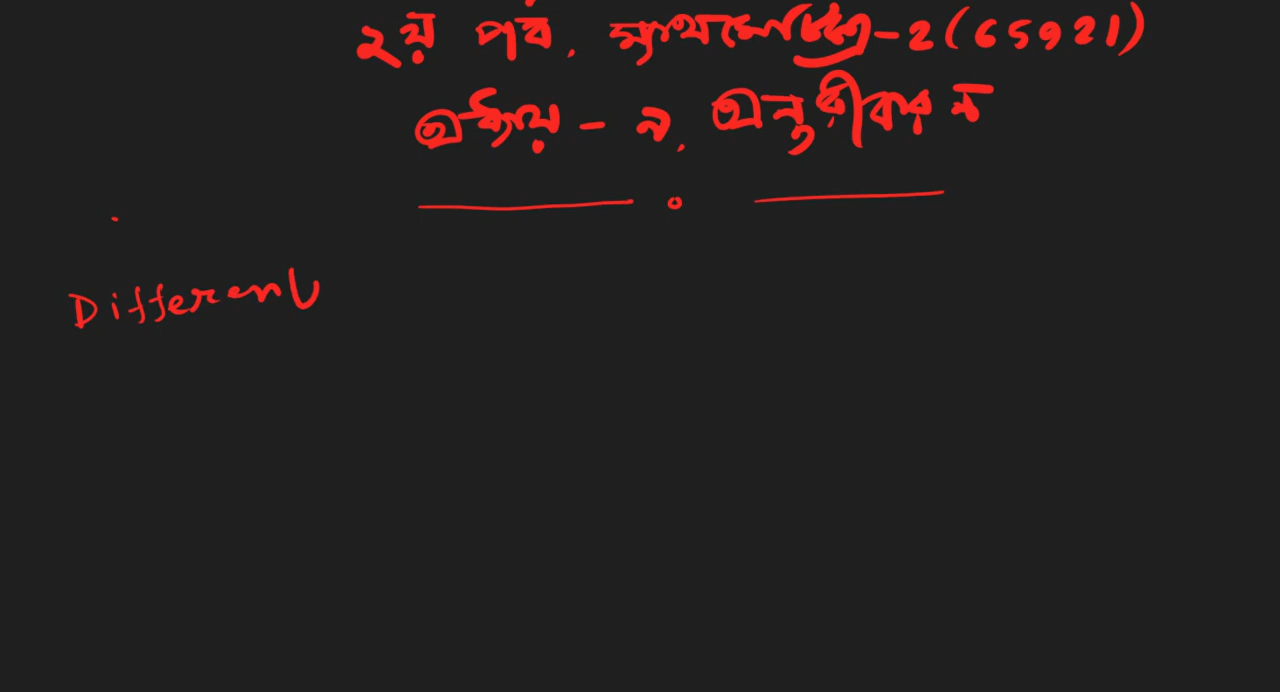 ২য় পর্ব, ম্যাথমেটিক্স-2(65921)
অধ্যায় - ৯, অন্তরীকরণ
Different